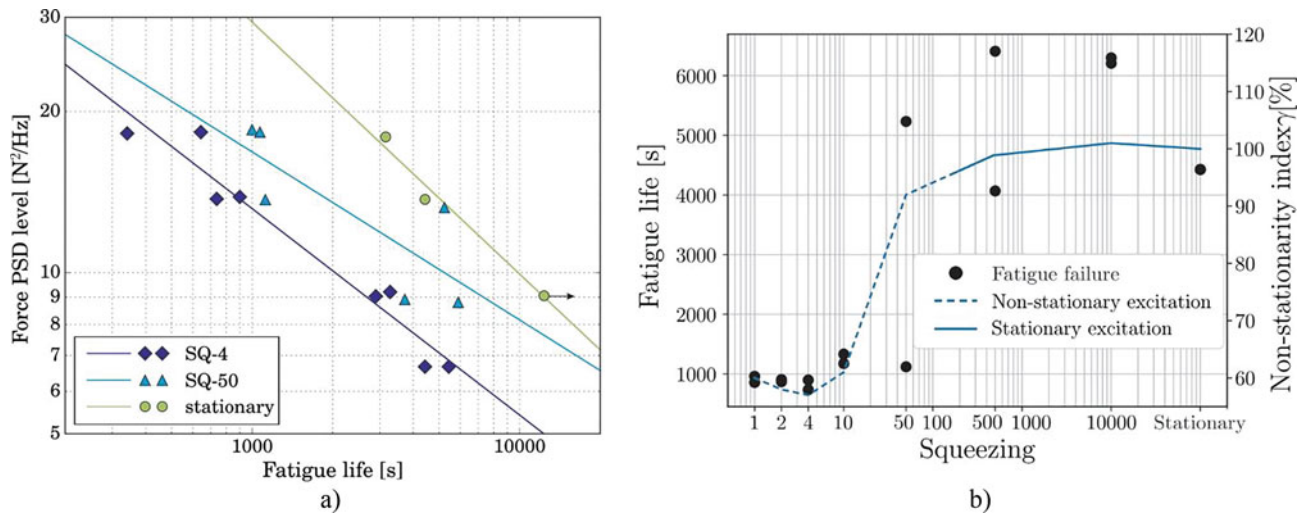 30
20
10
9
8
7
6
5
Force PSD level [N²/Hz]
SQ-4
SQ-50
stationary
1000
10000
Fatigue life [s]
a)
6000
5000
4000
3000
2000
1000
Fatigue life [s]
120
110
100
90
80
70
60
Non-stationarity indexγ[%]
Fatigue failure
Non-stationary excitation
Stationary excitation
1 2 4 10 50 100 500 1000 10000 Stationary
Squeezing
b)